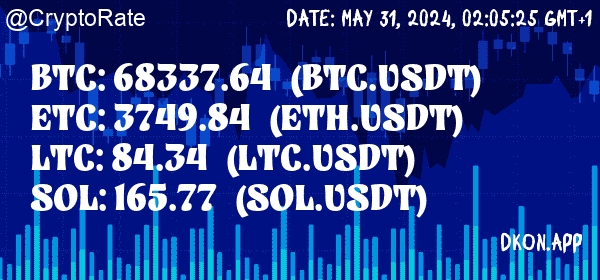 @CryptoRate
DATE: MAY 31, 2024, 02:05:25 GMT+1
BTC: 68337.64 (BTC.USDT)
ETC: 3749.84 (ETH.USDT)
LTC: 84.34 (LTC.USDT)
SOL: 165.77 (SOL.USDT)
DKON.APP